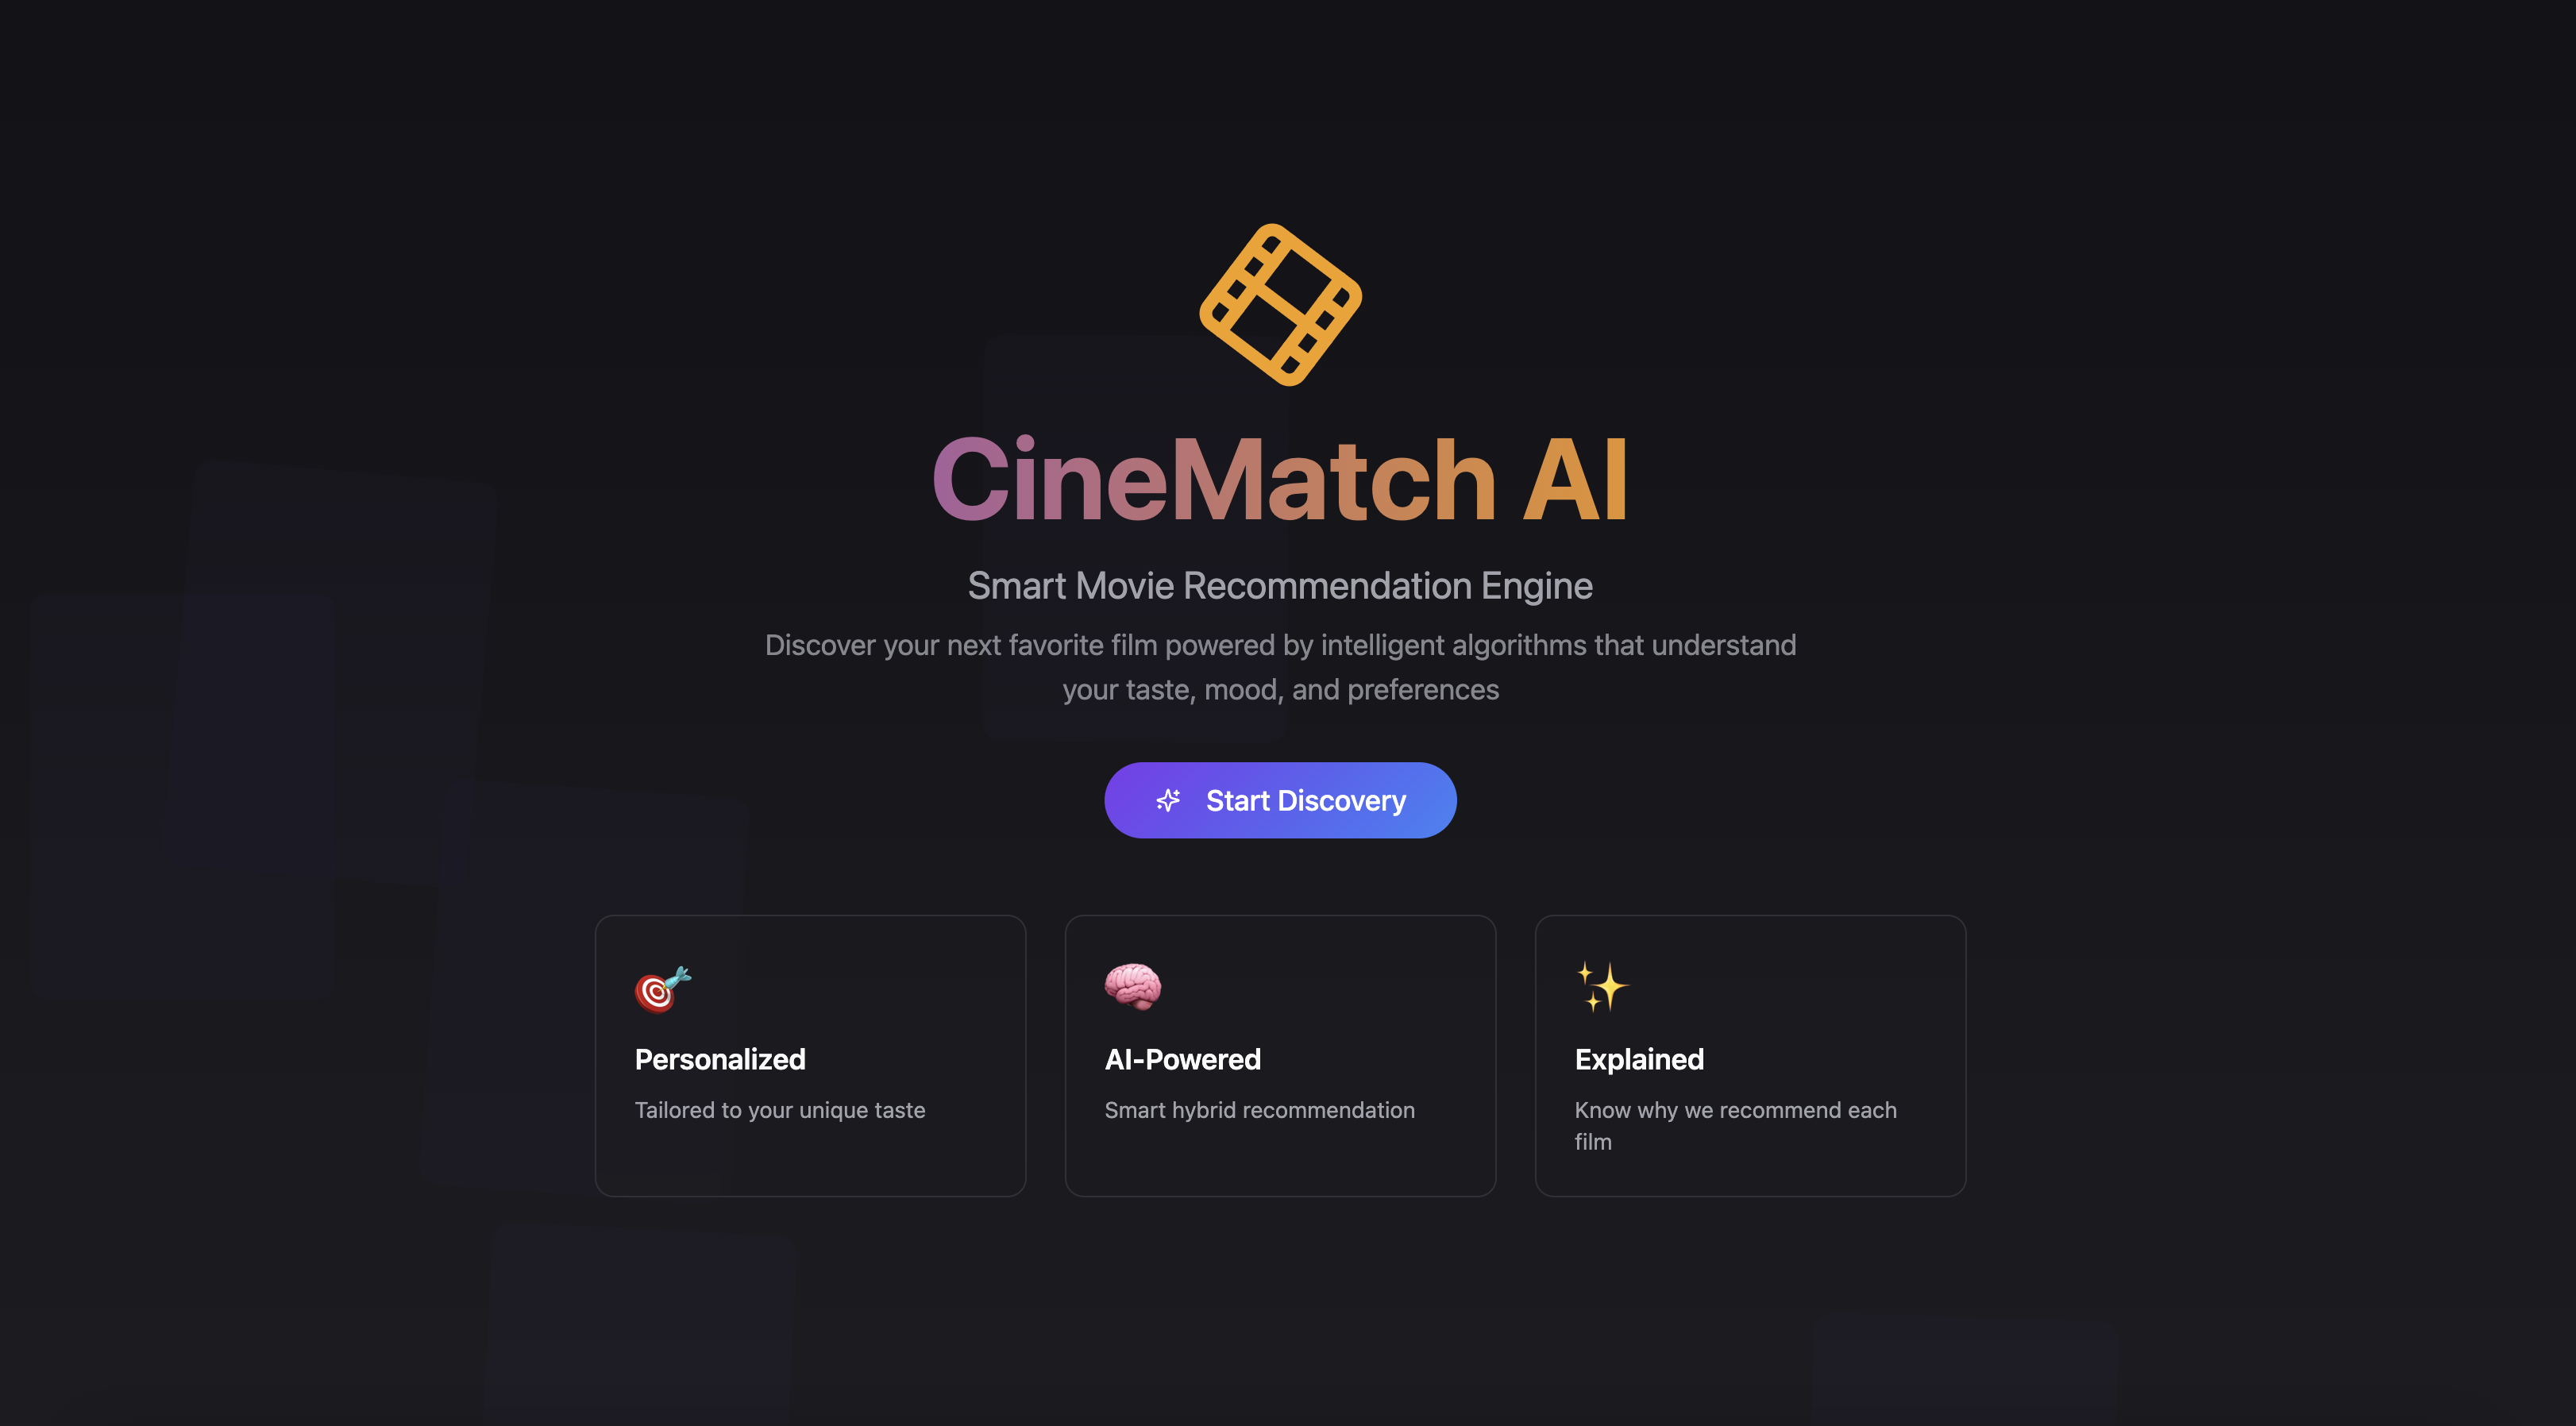 CineMatch AI
Smart Movie Recommendation Engine
Discover your next favorite film powered by intelligent algorithms that understand
your taste, mood, and preferences
Start Discovery
Personalized
Tailored to your unique taste
AI-Powered
Smart hybrid recommendation
Explained
Know why we recommend each
film